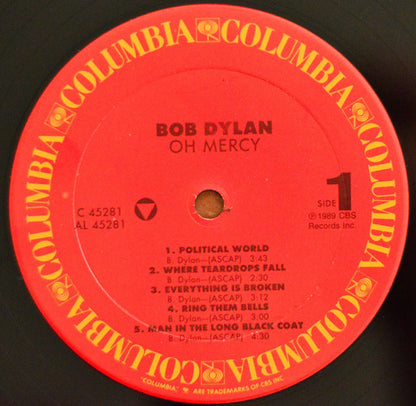 COLUMBIA COLUMBIA COLUMBIA COLUMBIA COLUMBIA COLUMBIA
BOB DYLAN
OH MERCY
C 45281
AL 45281
SIDE 1
℗ 1989 CBS
Records Inc.
1. POLITICAL WORLD
B. Dylan—(ASCAP) 3:43
2. WHERE TEARDROPS FALL
B. Dylan—(ASCAP) 2:30
3. EVERYTHING IS BROKEN
B. Dylan—(ASCAP) 3:12
4. RING THEM BELLS
B. Dylan—(ASCAP) 3:00
5. MAN IN THE LONG BLACK COAT
B. Dylan—(ASCAP) 4:30
"COLUMBIA," ARE TRADEMARKS OF CBS INC.